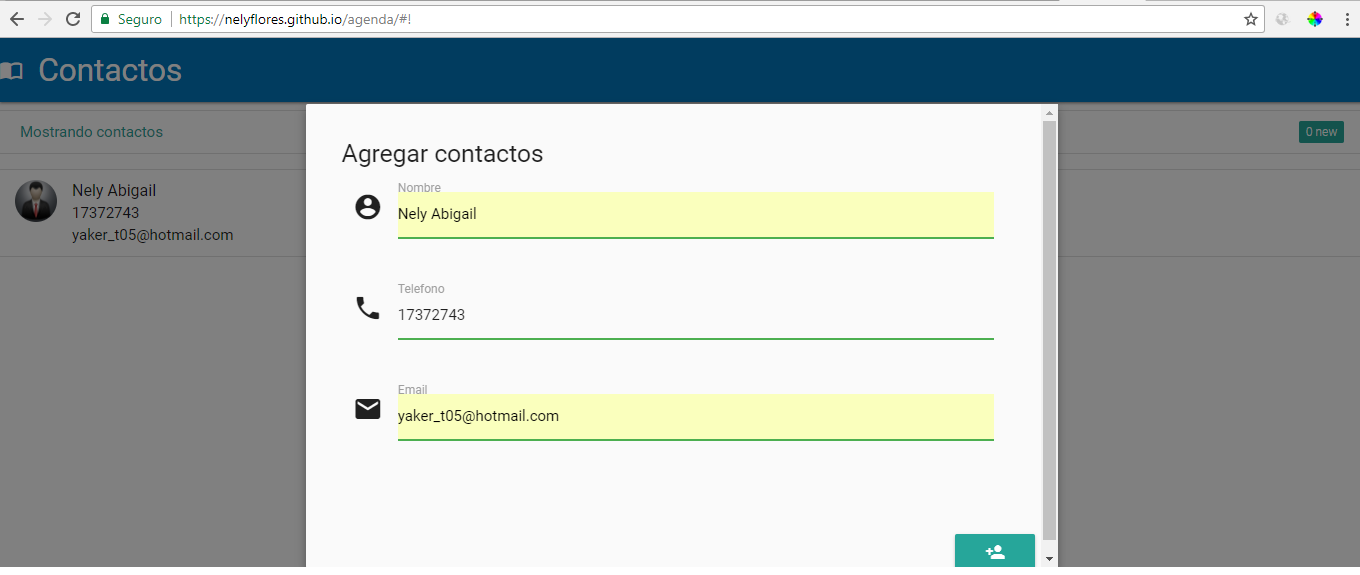 Seguro
https://nelyflores.github.io/agenda/#!
Contactos
Mostrando contactos
0 new
Nely Abigail
17372743
yaker_t05@hotmail.com
Agregar contactos
Nombre
Nely Abigail
Telefono
17372743
Email
yaker_t05@hotmail.com